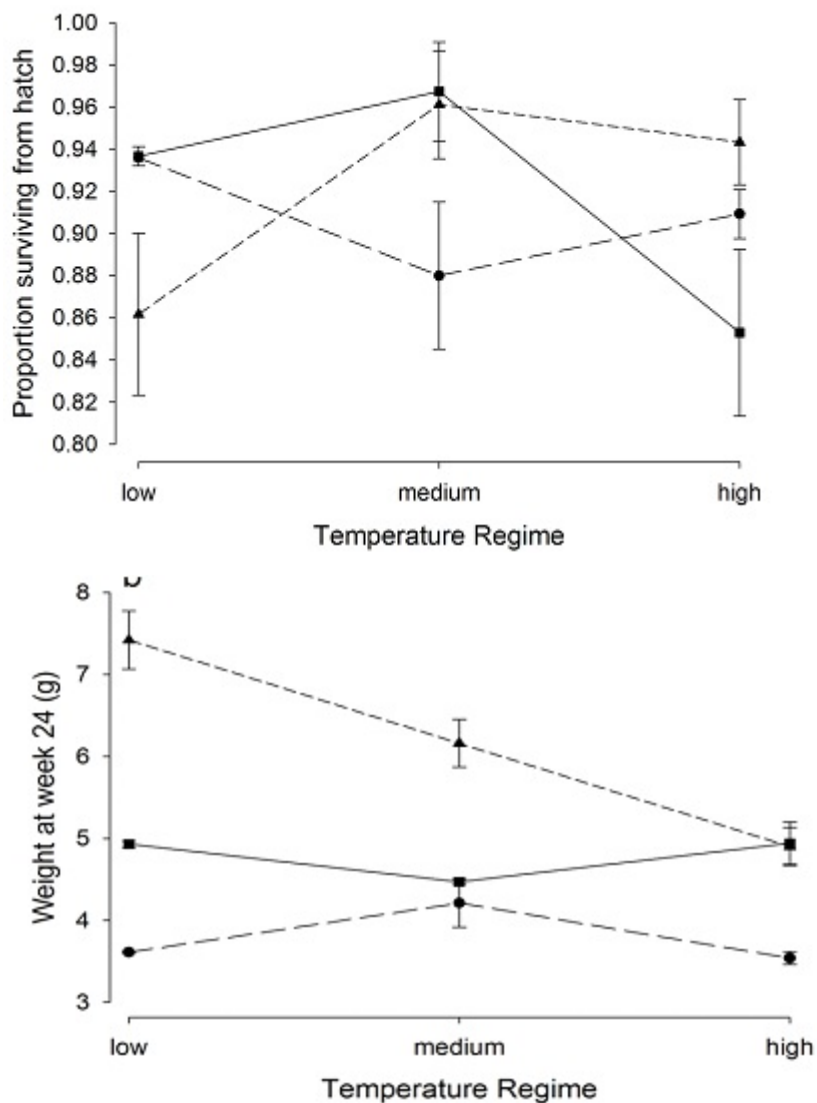 Proportion surviving from hatch
1.00
0.98
0.96
0.94
0.92
0.90
0.88
0.86
0.84
0.82
0.80
low medium high
Temperature Regime
Weight at week 24 (g)
8
7
6
5
4
3
low medium high
Temperature Regime